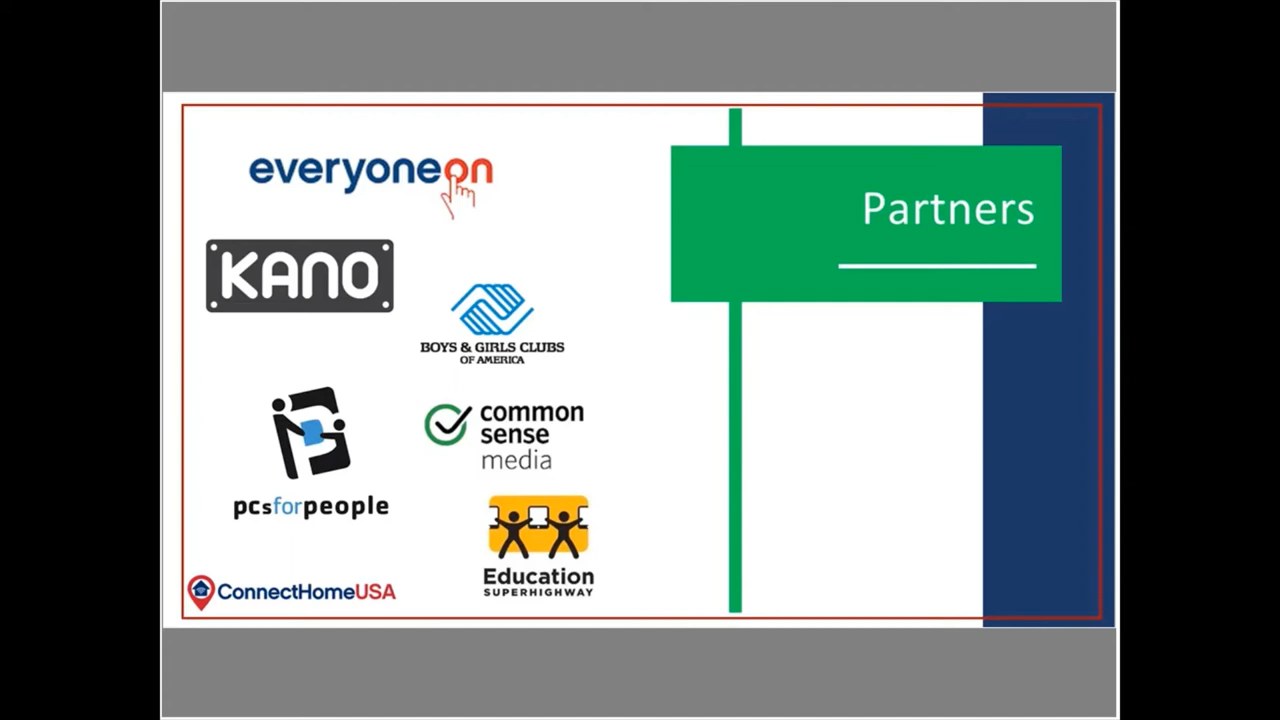 everyoneon
Partners
KANO
BOYS & GIRLS CLUBS
OF AMERICA
common
sense
media
pcsforpeople
Education
SUPERHIGHWAY
ConnectHomeUSA